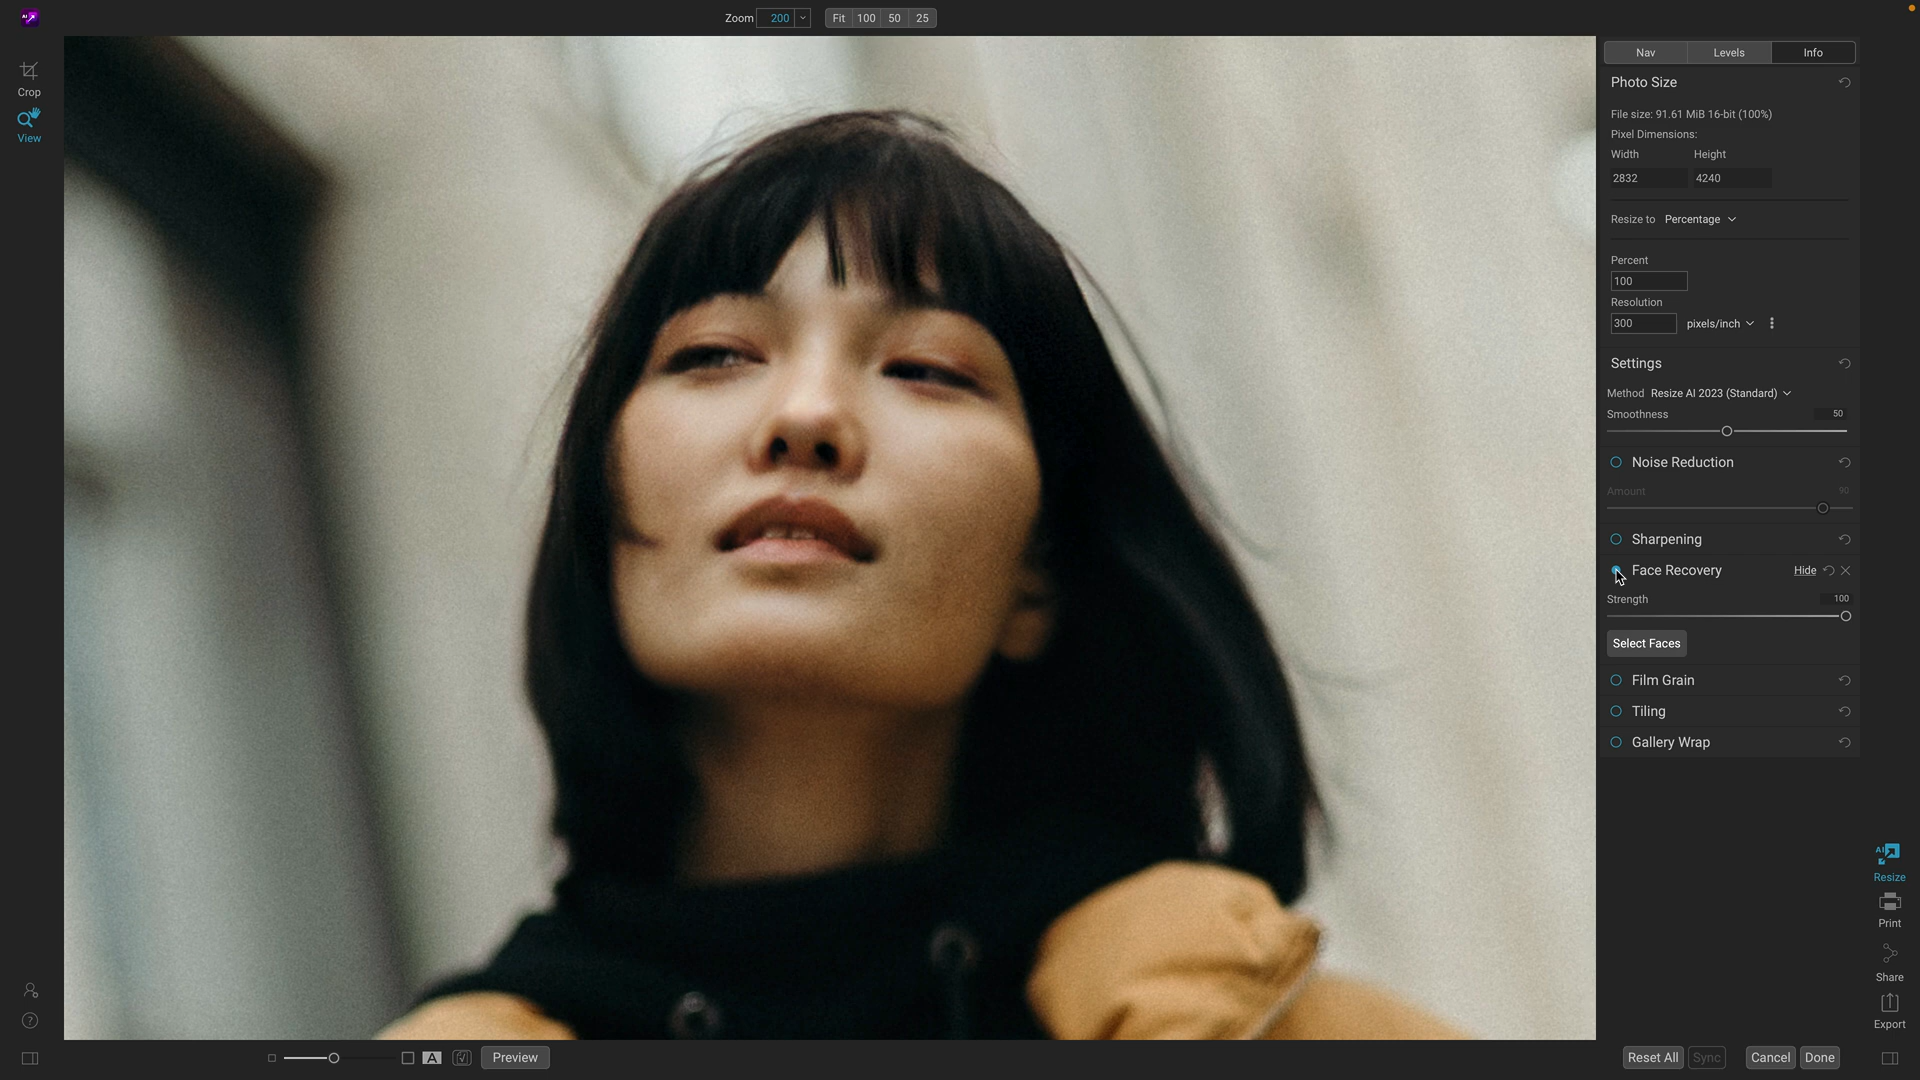 AI
Zoom 200 Fit 100 50 25
Crop
View
Nav Levels Info
Photo Size
File size: 91.61 MiB 16-bit (100%)
Pixel Dimensions:
Width Height
2832 4240
Resize to Percentage
Percent
100
Resolution
300 pixels/inch
Settings
Method Resize AI 2023 (Standard)
Smoothness 50
Noise Reduction
Amount 90
Sharpening
Face Recovery Hide
Strength 100
Select Faces
Film Grain
Tiling
Gallery Wrap
AI
Resize
Print
Share
Export
?
A Preview
Reset All Sync Cancel Done